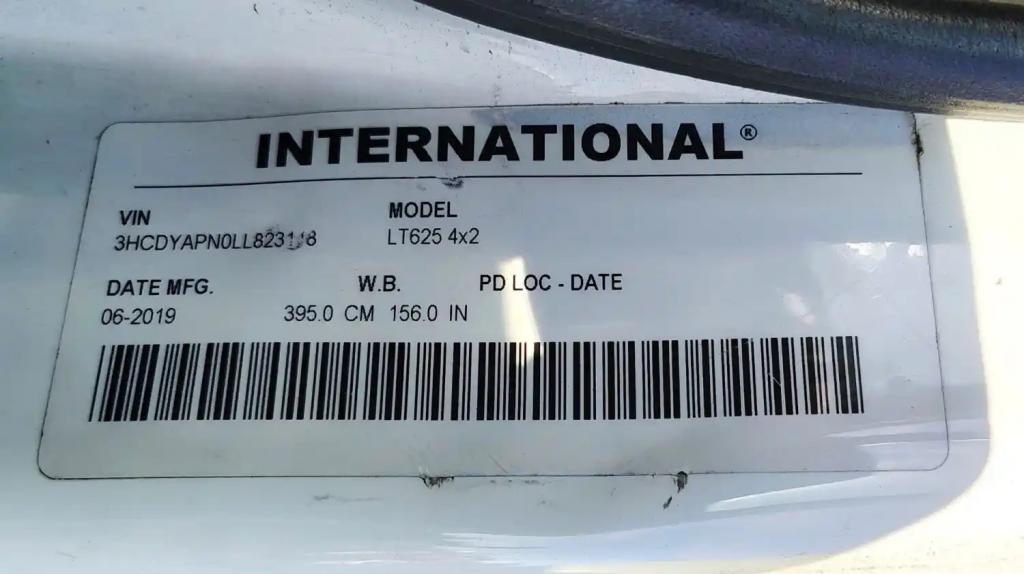 INTERNATIONAL®
VIN
MODEL
LT625 4x2
DATE MFG.
W.B.
PD LOC - DATE
06-2019
395.0 CM 156.0 IN